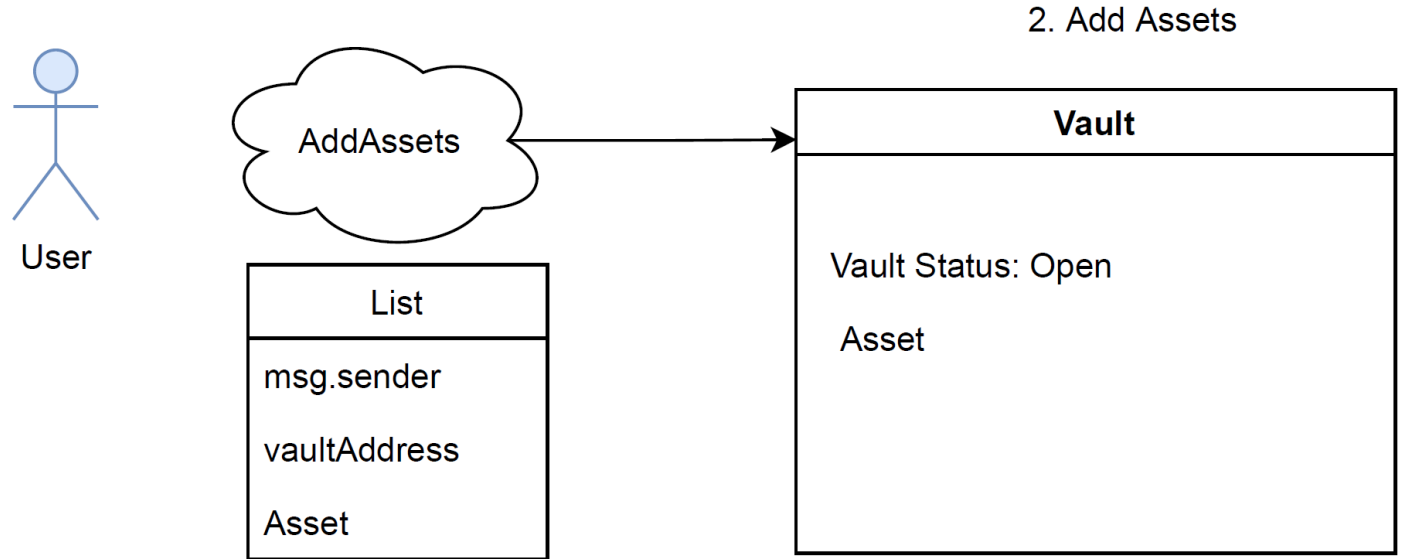 2. Add Assets
User
AddAssets
List
msg.sender
vaultAddress
Asset
Vault
Vault Status: Open
Asset